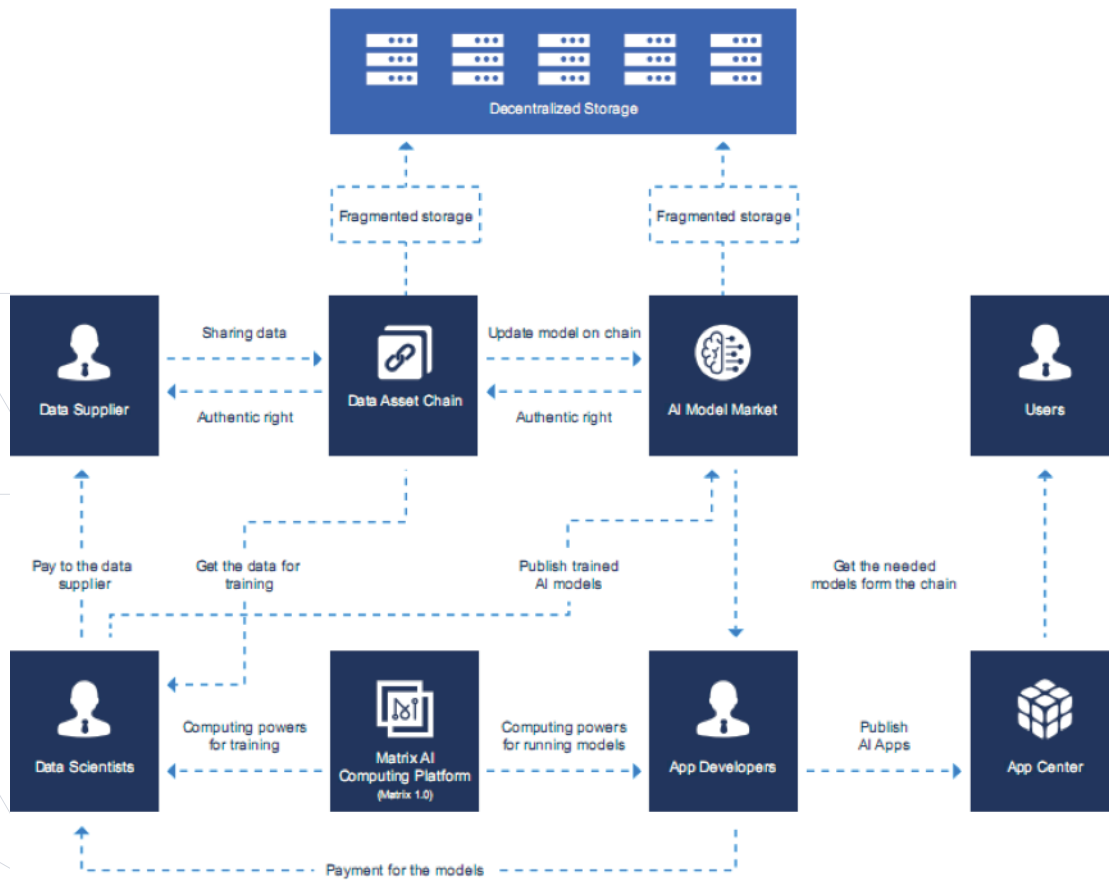 Decentralized Storage
Fragmented storage
Fragmented storage
Sharing data
Update model on chain
Data Supplier
Data Asset Chain
AI Model Market
Users
Authentic right
Authentic right
Pay to the data
supplier
Get the data for
training
Publish trained
AI models
Get the needed
models form the chain
Computing powers
for training
Computing powers
for running models
Publish
AI Apps
Data Scientists
Matrix AI
Computing Platform
(Matrix 1.0)
App Developers
App Center
Payment for the models